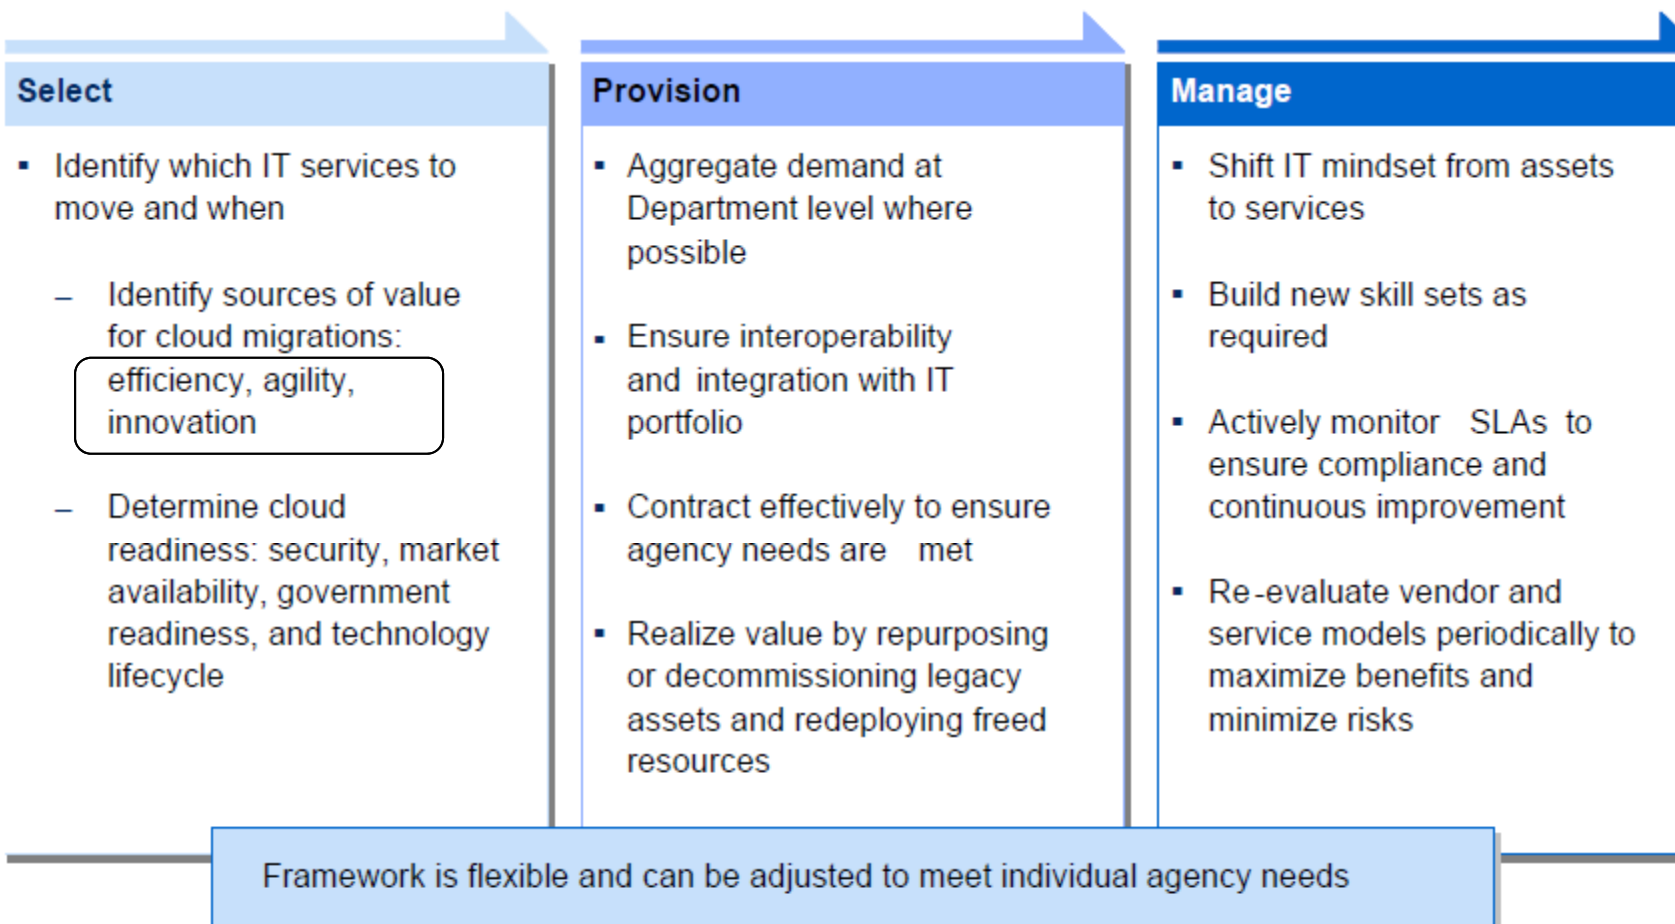 Select
▪ Identify which IT services to
move and when
– Identify sources of value
for cloud migrations:
efficiency, agility,
innovation
– Determine cloud
readiness: security, market
availability, government
readiness, and technology
lifecycle
Provision
▪ Aggregate demand at
Department level where
possible
▪ Ensure interoperability
and integration with IT
portfolio
▪ Contract effectively to ensure
agency needs are met
▪ Realize value by repurposing
or decommissioning legacy
assets and redeploying freed
resources
Manage
▪ Shift IT mindset from assets
to services
▪ Build new skill sets as
required
▪ Actively monitor SLAs to
ensure compliance and
continuous improvement
▪ Re-evaluate vendor and
service models periodically to
maximize benefits and
minimize risks
Framework is flexible and can be adjusted to meet individual agency needs